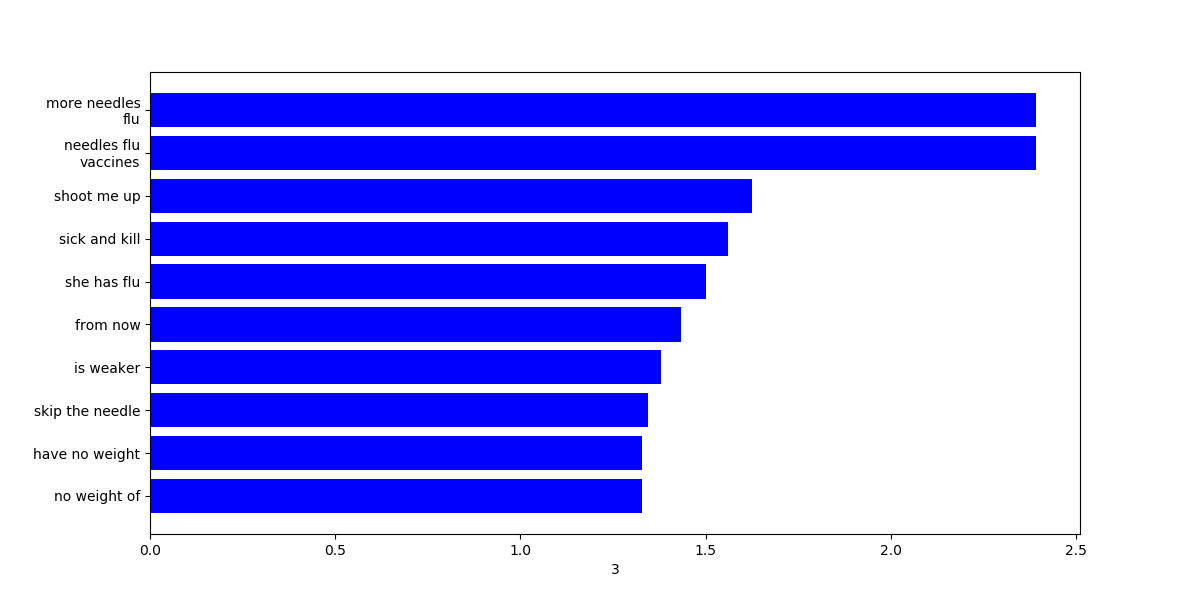 more needles
flu
needles flu
vaccines
shoot me up
sick and kill
she has flu
from now
is weaker
skip the needle
have no weight
no weight of
0.0 0.5 1.0 1.5 2.0 2.5
3